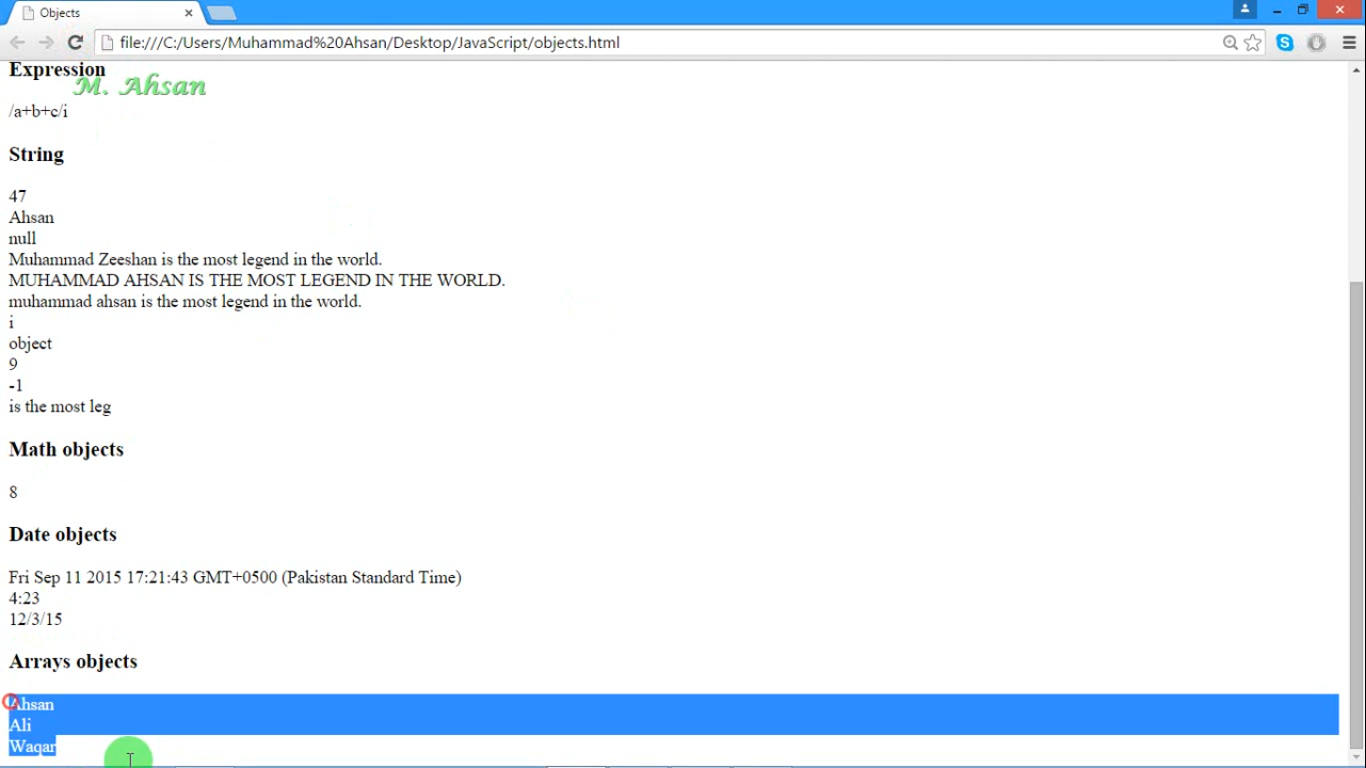 Objects
file:///C:/Users/Muhammad%20Ahsan/Desktop/JavaScript/objects.html
Expression
M. Ahsan
/a+b+c/i
String
47
Ahsan
null
Muhammad Zeeshan is the most legend in the world.
MUHAMMAD AHSAN IS THE MOST LEGEND IN THE WORLD.
muhammad ahsan is the most legend in the world.
i
object
9
-1
is the most leg
Math objects
8
Date objects
Fri Sep 11 2015 17:21:43 GMT+0500 (Pakistan Standard Time)
4:23
12/3/15
Arrays objects
Ahsan
Ali
Waqar